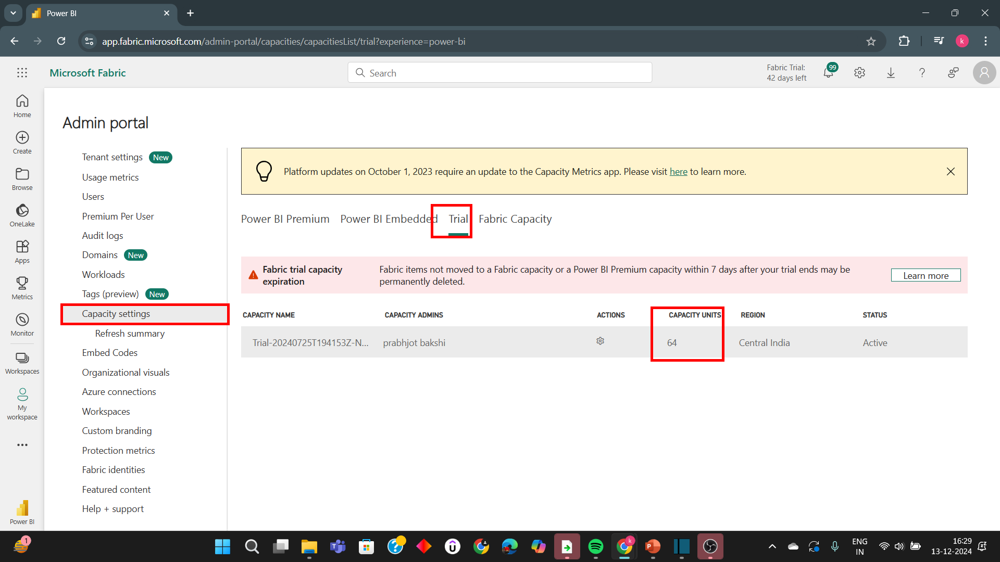 Power BI
app.fabric.microsoft.com/admin-portal/capacities/capacitiesList/trial?experience=power-bi
k
Microsoft Fabric
Search
Fabric Trial:
42 days left
99
Home
Create
Browse
OneLake
Apps
Metrics
Monitor
Workspaces
My
workspace
Power BI
Admin portal
Tenant settings New
Usage metrics
Users
Premium Per User
Audit logs
Domains New
Workloads
Tags (preview) New
Capacity settings
Refresh summary
Embed Codes
Organizational visuals
Azure connections
Workspaces
Custom branding
Protection metrics
Fabric identities
Featured content
Help + support
Platform updates on October 1, 2023 require an update to the Capacity Metrics app. Please visit here to learn more.
Power BI Premium Power BI Embedded Trial Fabric Capacity
Fabric trial capacity
expiration
Fabric items not moved to a Fabric capacity or a Power BI Premium capacity within 7 days after your trial ends may be
permanently deleted.
Learn more
CAPACITY NAME CAPACITY ADMINS ACTIONS CAPACITY UNITS REGION STATUS
Trial-20240725T194153Z-N... prabhjot bakshi 64 Central India Active
1
k
ENG
IN
16:29
13-12-2024